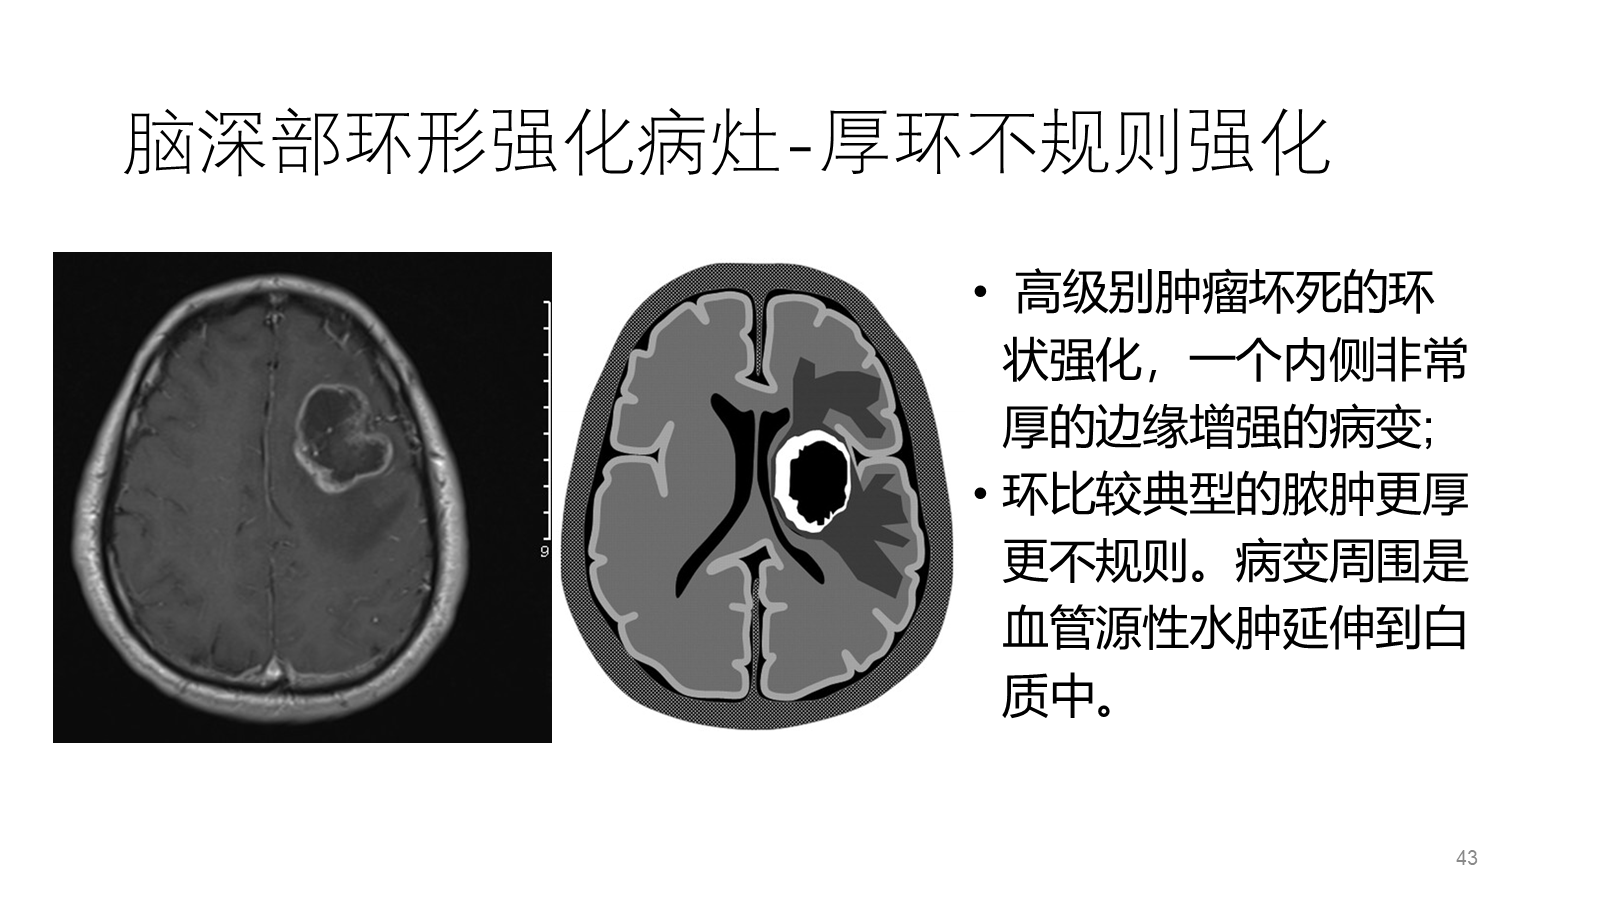 脑深部环形强化病灶-厚环不规则强化
• 高级别肿瘤坏死的环
状强化，一个内侧非常
厚的边缘增强的病变;
• 环比较典型的脓肿更厚
更不规则。病变周围是
血管源性水肿延伸到白
质中。
9
43